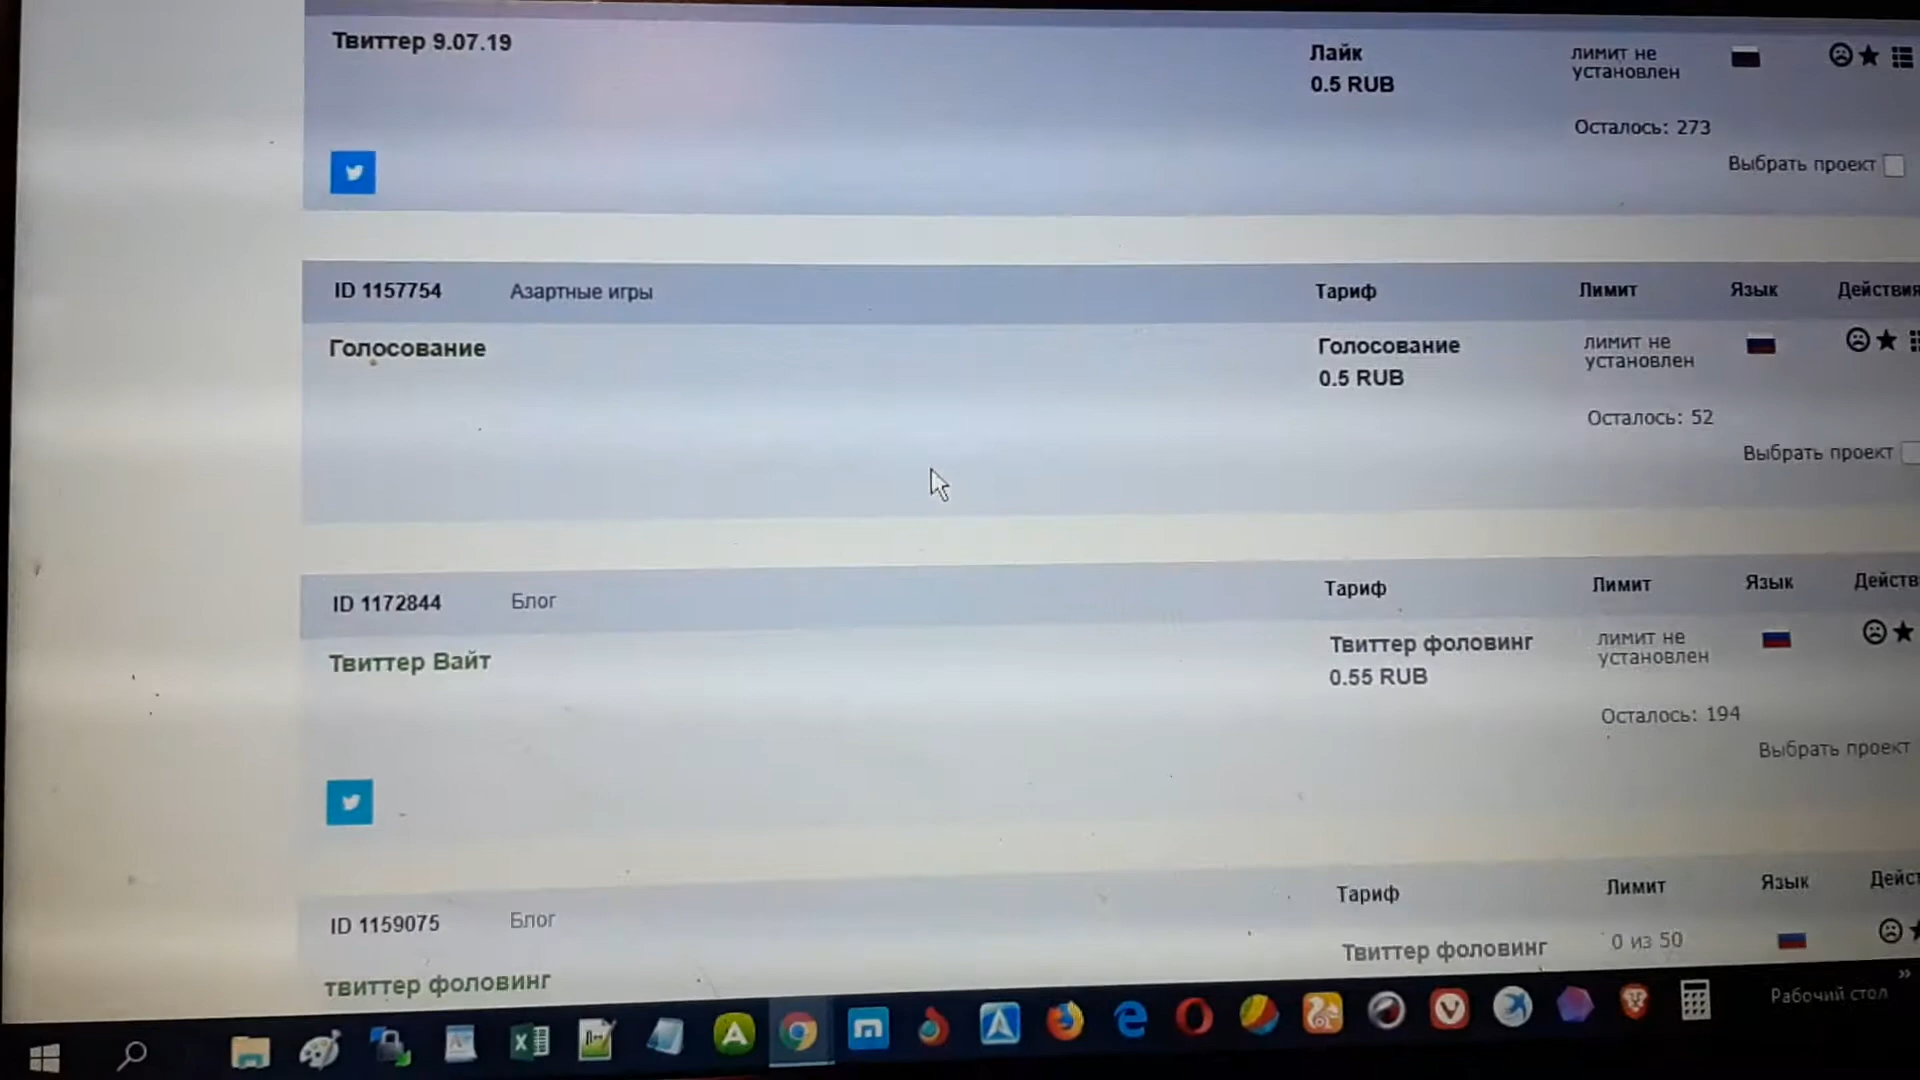 Твиттер 9.07.19
Лайк
0.5 RUB
лимит не
установлен
Осталось: 273
Выбрать проект
ID 1157754 Азартные игры Тариф Лимит Язык Действия
Голосование
Голосование
0.5 RUB
лимит не
установлен
Осталось: 52
Выбрать проект
ID 1172844 Блог Тариф Лимит Язык Действ
Твиттер Вайт
Твиттер фоловинг
0.55 RUB
лимит не
установлен
Осталось: 194
Выбрать проект
ID 1159075 Блог Тариф Лимит Язык Дейст
твиттер фоловинг
Твиттер фоловинг
0 из 50
Рабочий стол